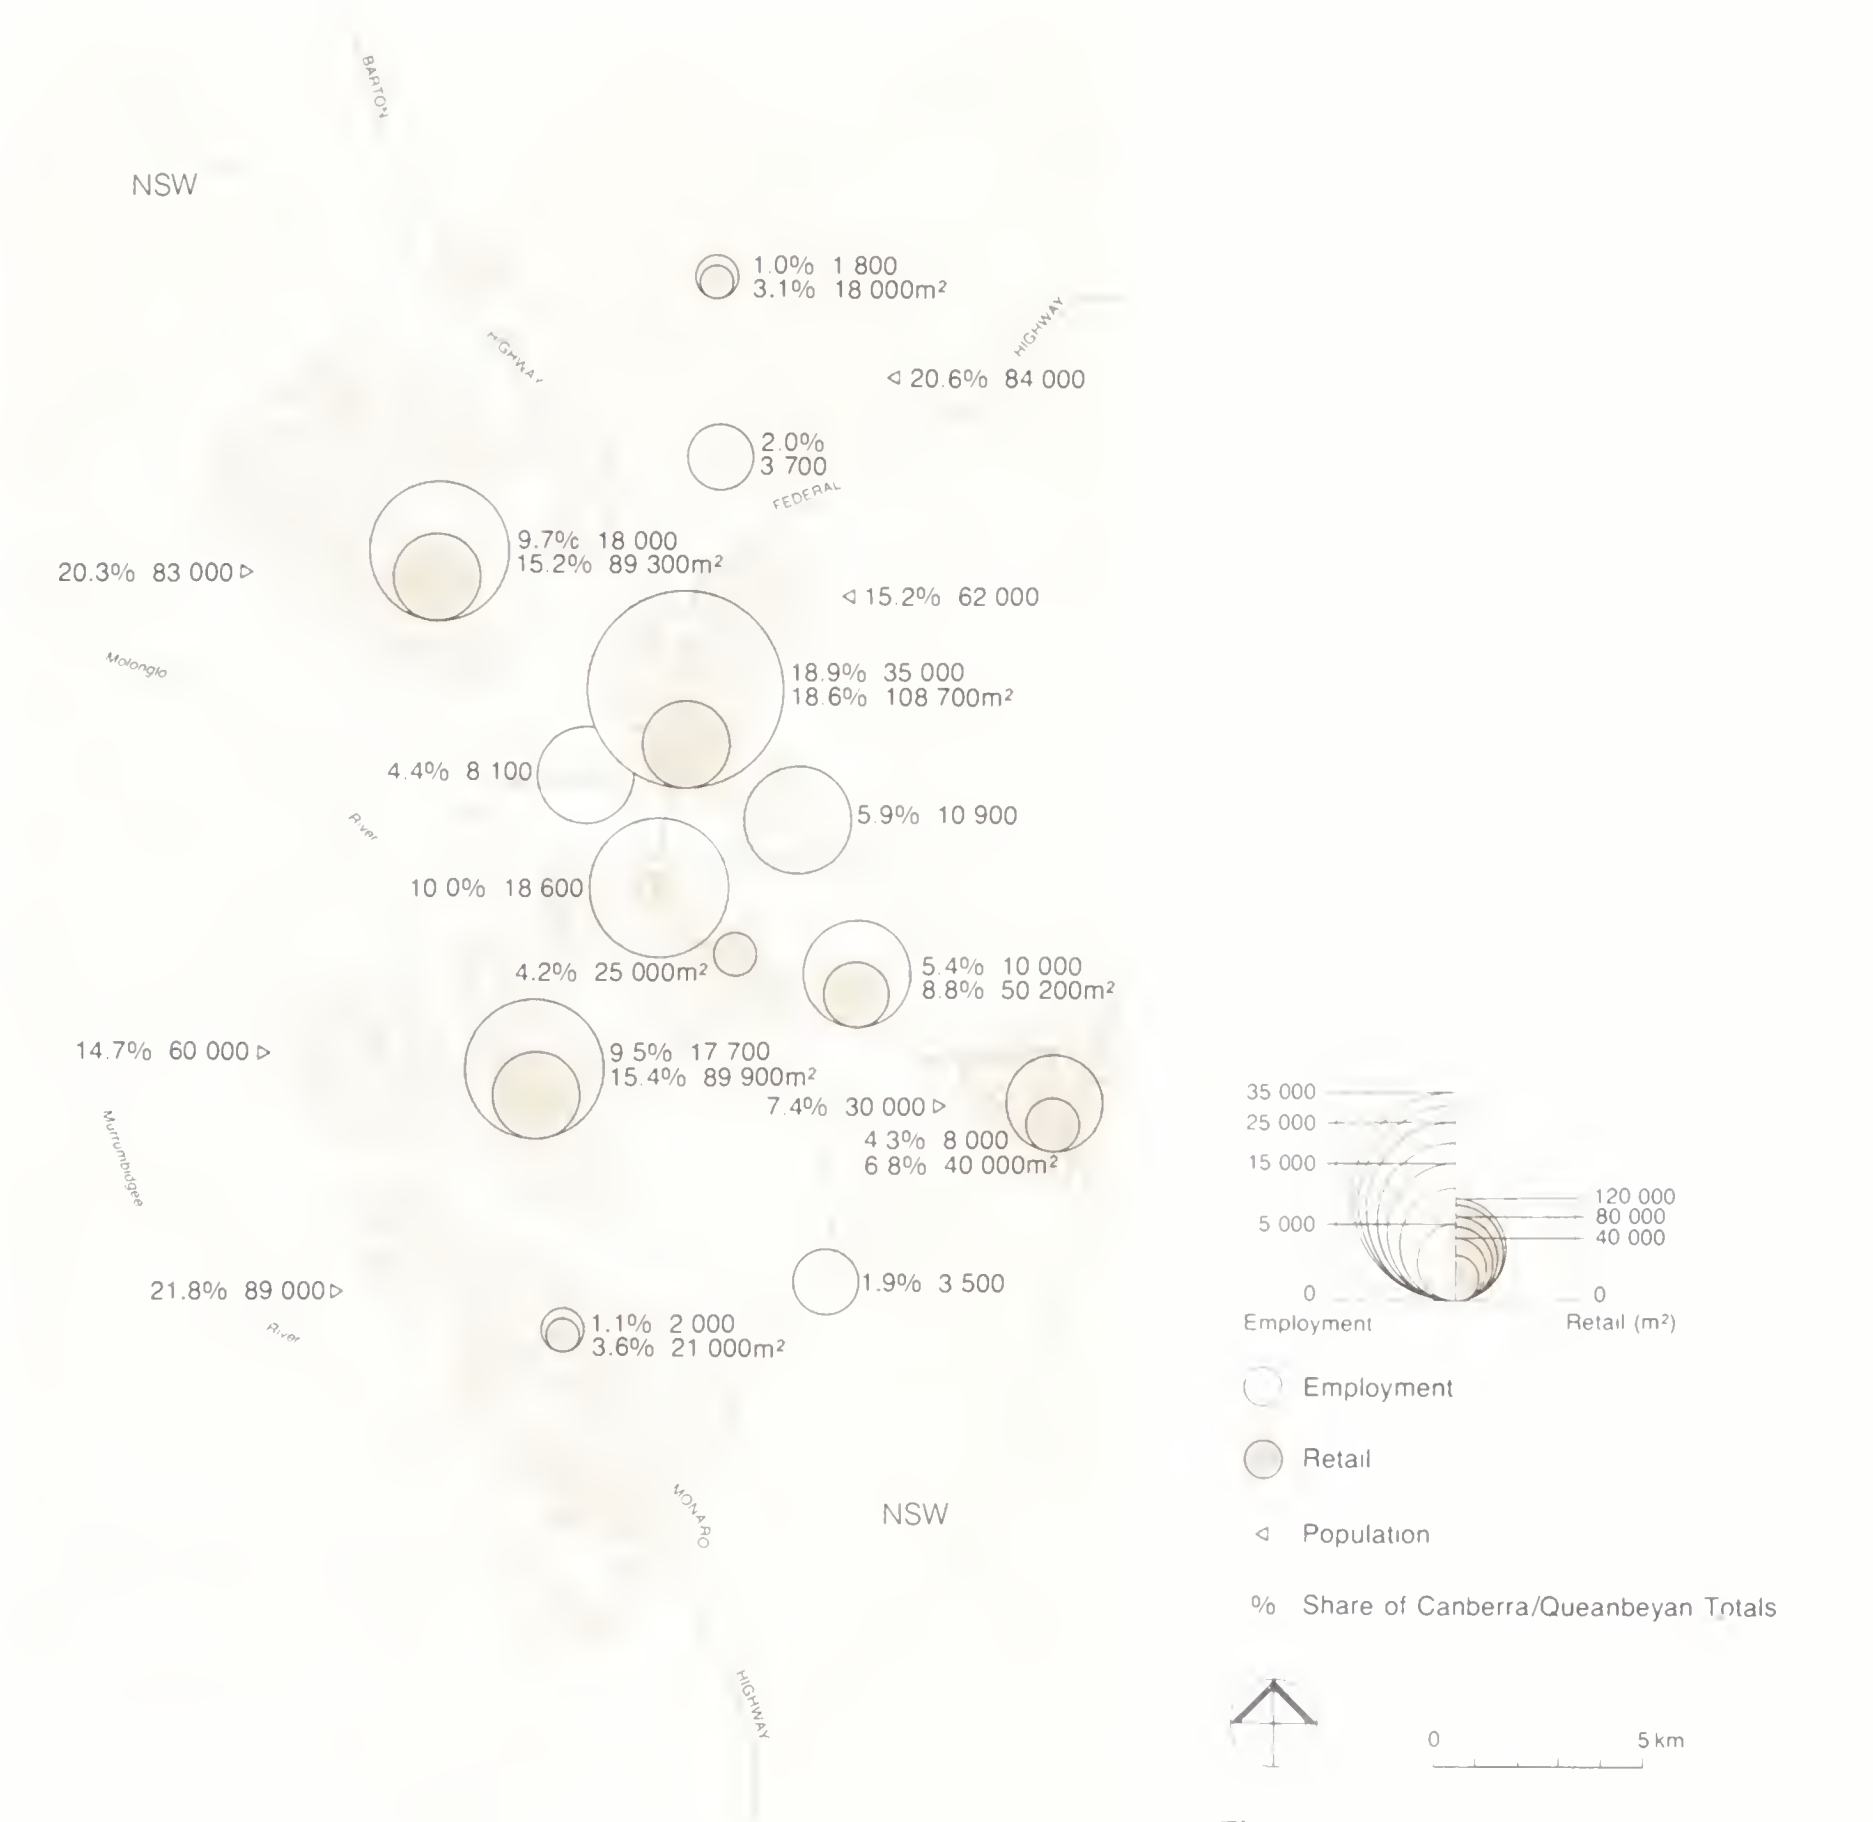 BARTON
NSW
1.0% 1 800
3.1% 18 000m²
HIGHWAY
HIGHWAY
◁ 20.6% 84 000
2.0%
3 700
FEDERAL
9.7% 18 000
15.2% 89 300m²
20.3% 83 000 ▷
◁ 15.2% 62 000
Molonglo
18.9% 35 000
18.6% 108 700m²
4.4% 8 100
River
5.9% 10 900
10 0% 18 600
4.2% 25 000m²
5.4% 10 000
8.8% 50 200m²
14.7% 60 000 ▷
9 5% 17 700
15.4% 89 900m²
7.4% 30 000 ▷
4 3% 8 000
6 8% 40 000m²
Murrumbidgee
River
21.8% 89 000 ▷
1.9% 3 500
1.1% 2 000
3.6% 21 000m²
MONARO
NSW
HIGHWAY
35 000
25 000
15 000
5 000
0
Employment
120 000
80 000
40 000
0
Retail (m²)
Employment
Retail
◁ Population
% Share of Canberra/Queanbeyan Totals
0 5 km